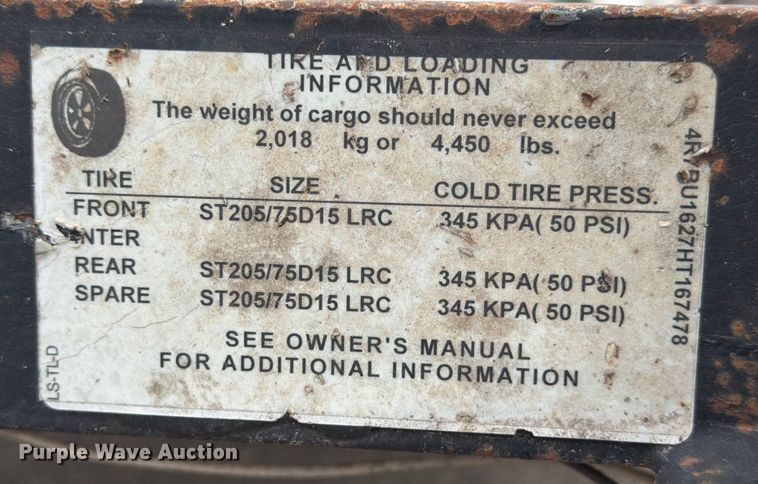 TIRE AND LOADING
INFORMATION
The weight of cargo should never exceed
2,018 kg or 4,450 lbs.
TIRE SIZE COLD TIRE PRESS.
FRONT ST205/75D15 LRC 345 KPA( 50 PSI)
INTER
REAR ST205/75D15 LRC 345 KPA( 50 PSI)
SPARE ST205/75D15 LRC 345 KPA( 50 PSI)
SEE OWNER'S MANUAL
FOR ADDITIONAL INFORMATION
LS-TL-D
Purple Wave Auction